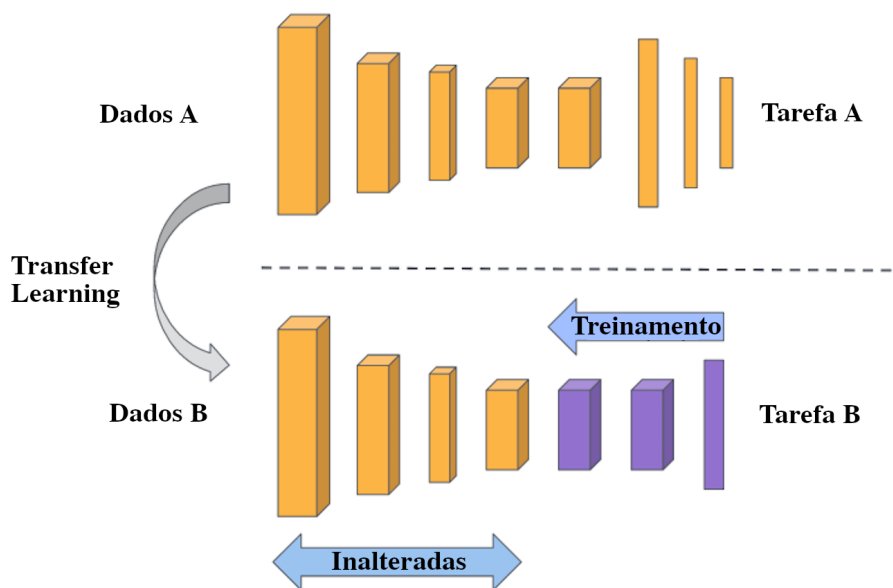 Dados A
Tarefa A
Transfer
Learning
Treinamento
Dados B
Tarefa B
Inalteradas